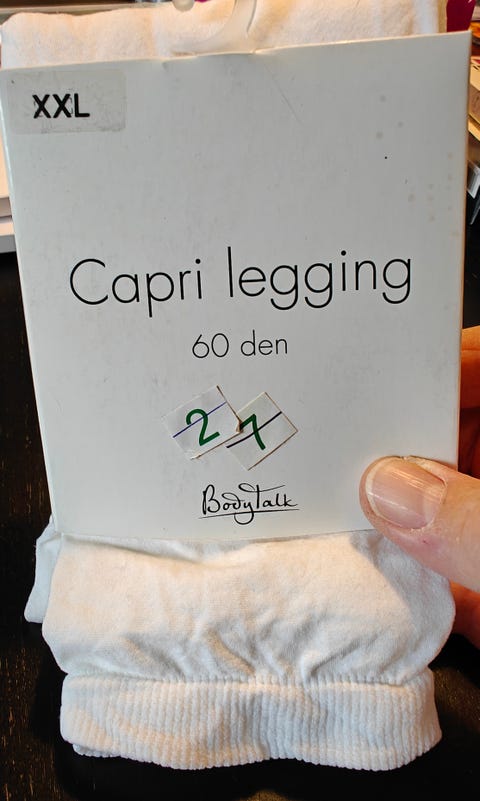 XXL
Capri legging
60 den
2 7
BodyTalk